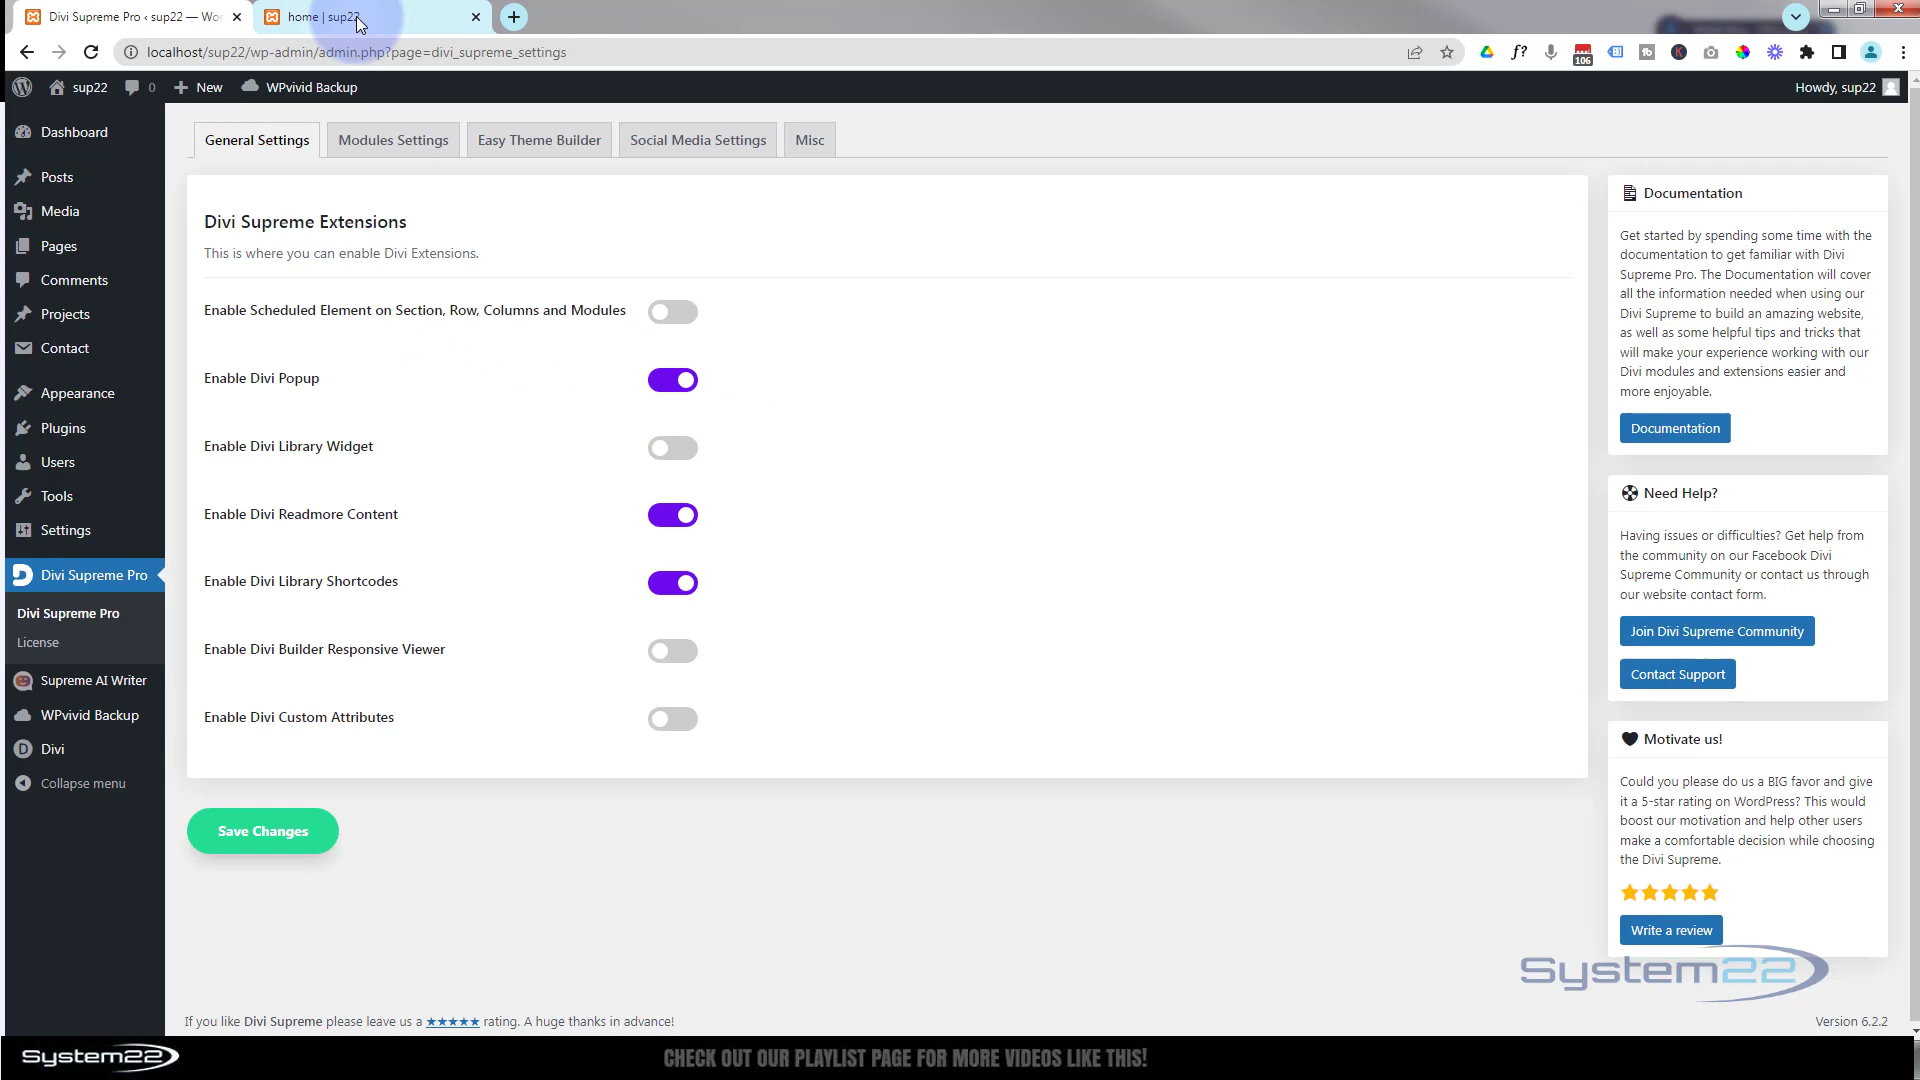 Divi Supreme Pro ‹ sup22 — Wor
home | sup22
localhost/sup22/wp-admin/admin.php?page=divi_supreme_settings
106
sup22
0
New
WPvivid Backup
Howdy, sup22
Dashboard
Posts
Media
Pages
Comments
Projects
Contact
Appearance
Plugins
Users
Tools
Settings
Divi Supreme Pro
Divi Supreme Pro
License
Supreme AI Writer
WPvivid Backup
Divi
Collapse menu
General Settings
Modules Settings
Easy Theme Builder
Social Media Settings
Misc
Divi Supreme Extensions
This is where you can enable Divi Extensions.
Enable Scheduled Element on Section, Row, Columns and Modules
Enable Divi Popup
Enable Divi Library Widget
Enable Divi Readmore Content
Enable Divi Library Shortcodes
Enable Divi Builder Responsive Viewer
Enable Divi Custom Attributes
Save Changes
Documentation
Get started by spending some time with the
documentation to get familiar with Divi
Supreme Pro. The Documentation will cover
all the information needed when using our
Divi Supreme to build an amazing website,
as well as some helpful tips and tricks that
will make your experience working with our
Divi modules and extensions easier and
more enjoyable.
Documentation
Need Help?
Having issues or difficulties? Get help from
the community on our Facebook Divi
Supreme Community or contact us through
our website contact form.
Join Divi Supreme Community
Contact Support
Motivate us!
Could you please do us a BIG favor and give
it a 5-star rating on WordPress? This would
boost our motivation and help other users
make a comfortable decision while choosing
the Divi Supreme.
Write a review
System22
If you like Divi Supreme please leave us a ★★★★★ rating. A huge thanks in advance!
Version 6.2.2
System22
CHECK OUT OUR PLAYLIST PAGE FOR MORE VIDEOS LIKE THIS!